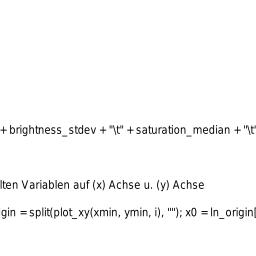 + brightness_stdev + "\t" + saturation_median + "\t"
lten Variablen auf (x) Achse u. (y) Achse
gin = split(plot_xy(xmin, ymin, i), ""); x0 = ln_origin[